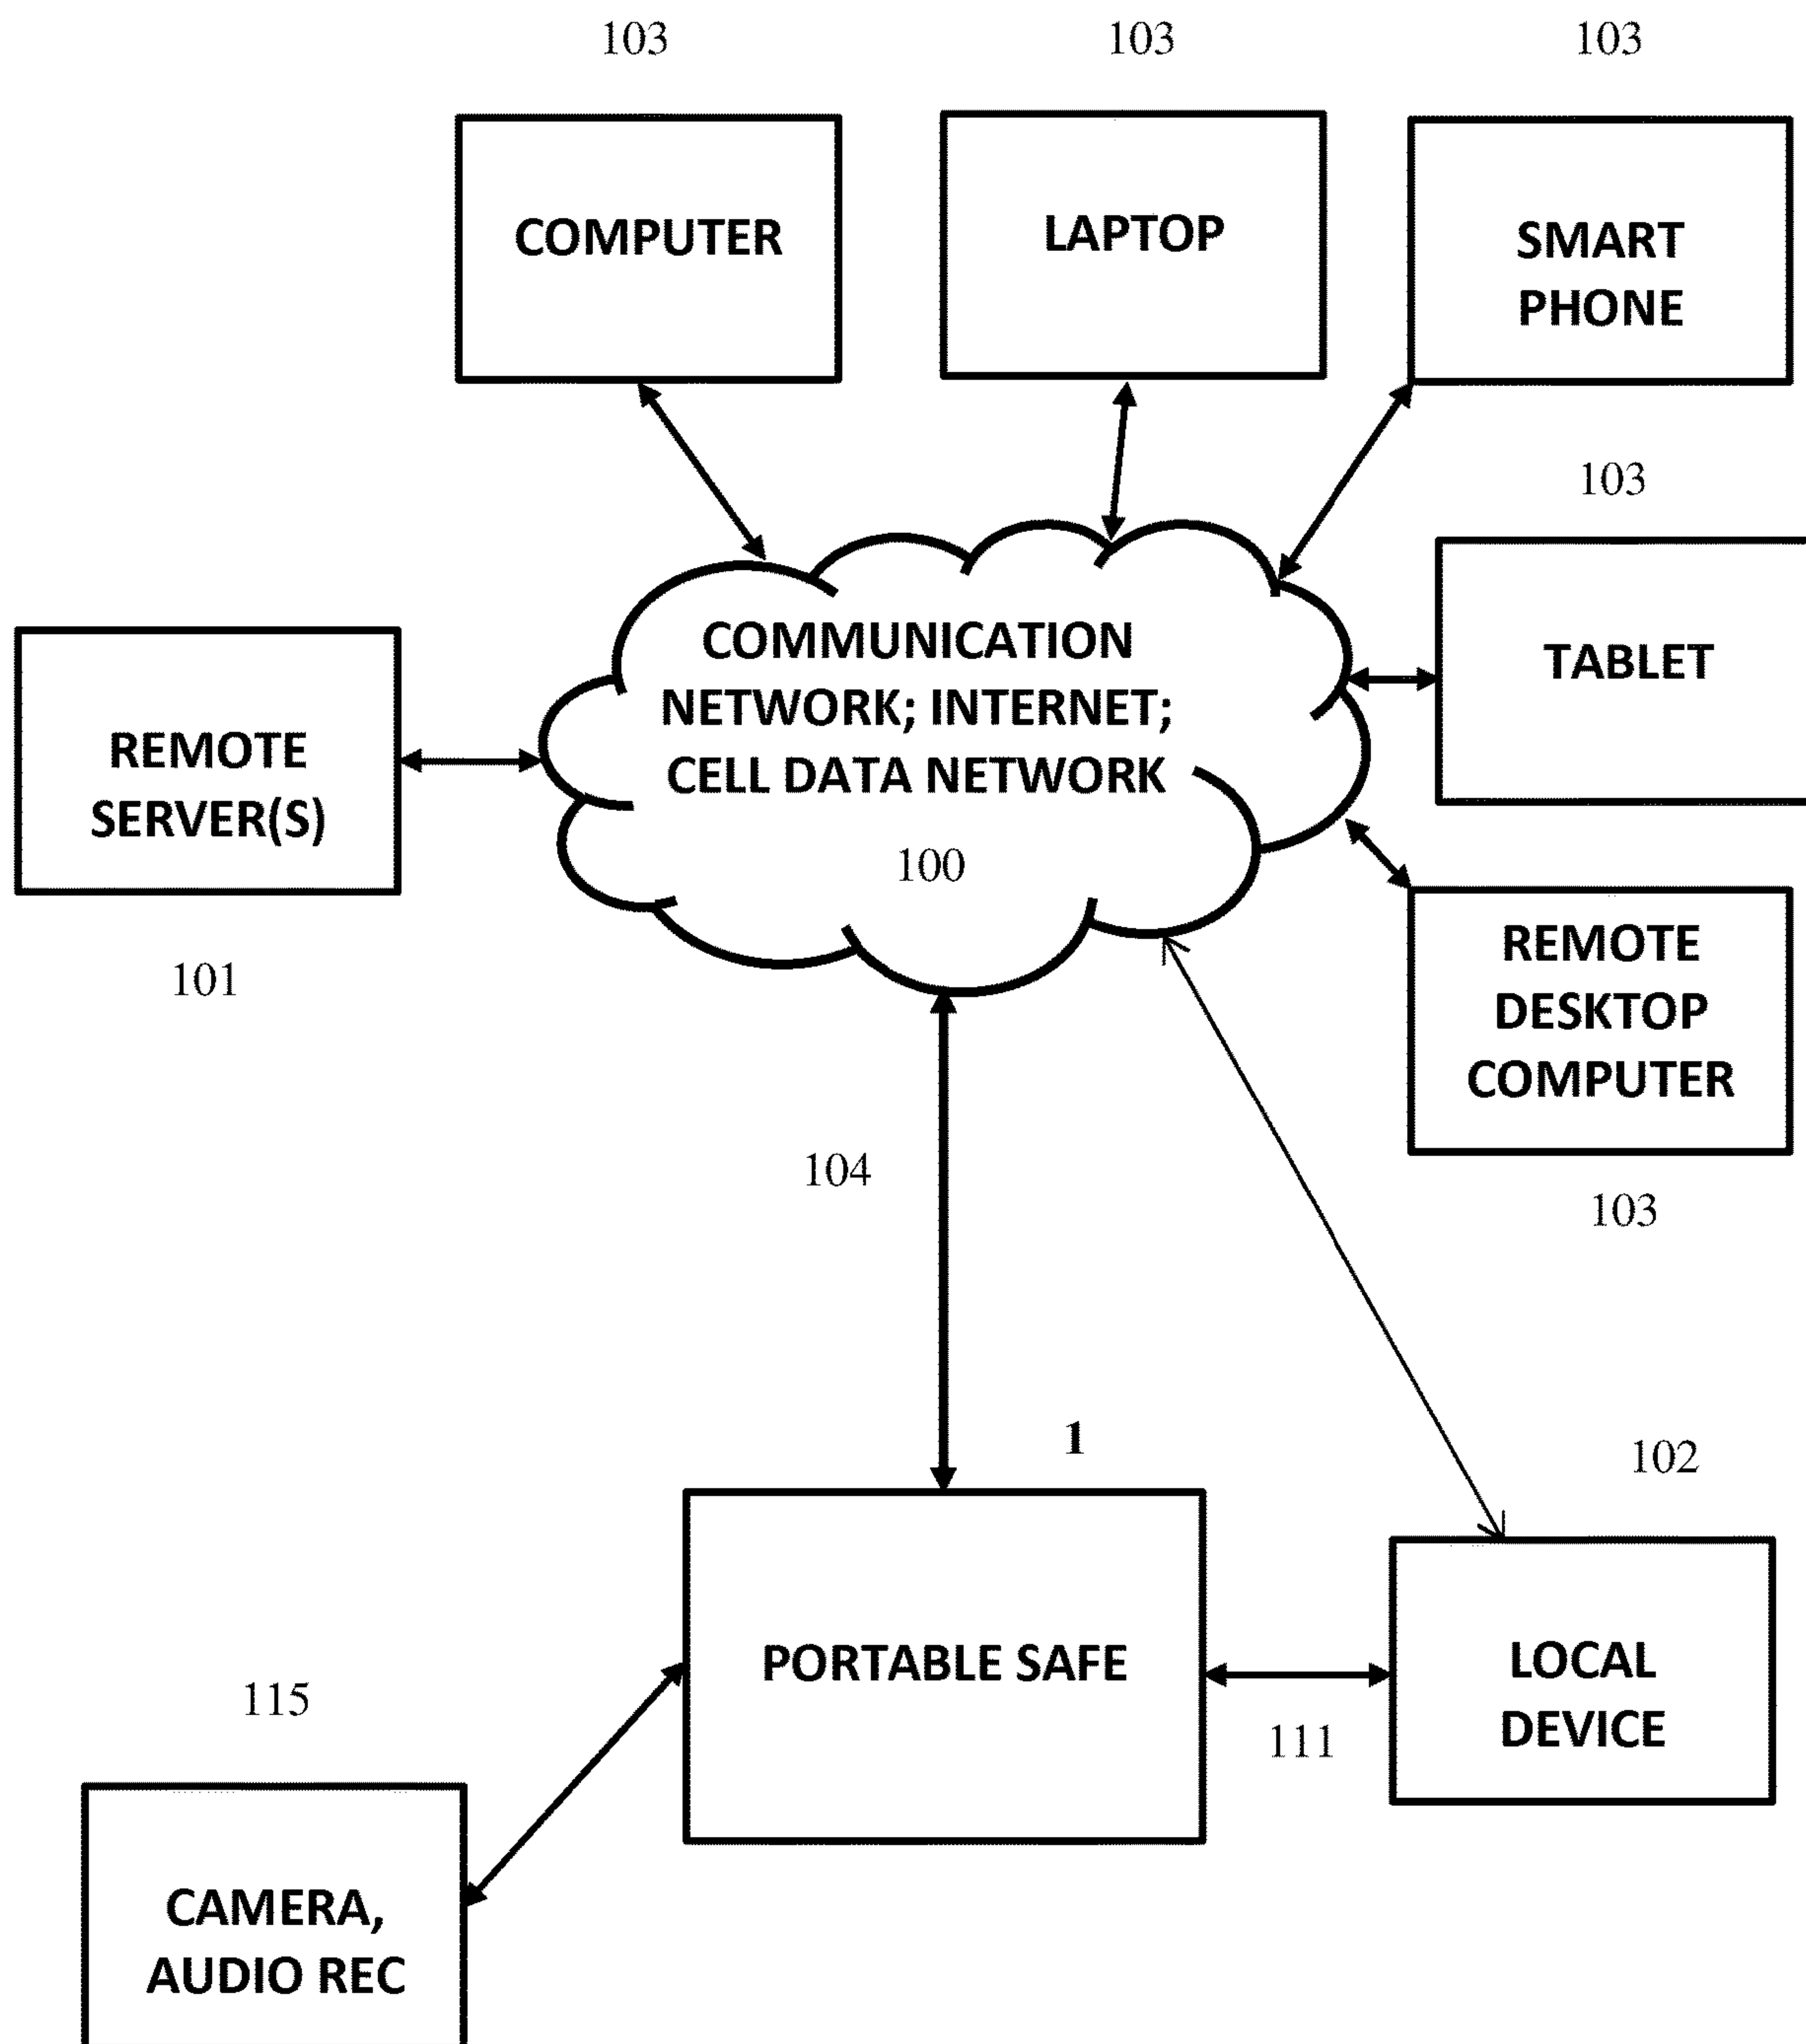 103
103
103
COMPUTER
LAPTOP
SMART
PHONE
103
COMMUNICATION
NETWORK; INTERNET;
CELL DATA NETWORK
100
TABLET
REMOTE
SERVER(S)
101
REMOTE
DESKTOP
COMPUTER
103
104
1
102
PORTABLE SAFE
LOCAL
DEVICE
111
115
CAMERA,
AUDIO REC